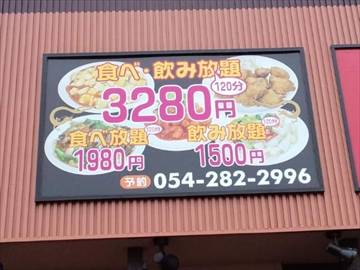 食べ・飲み放題
3280円 120分
食べ放題 飲み放題
1980円 1500円
予約 054-282-2996